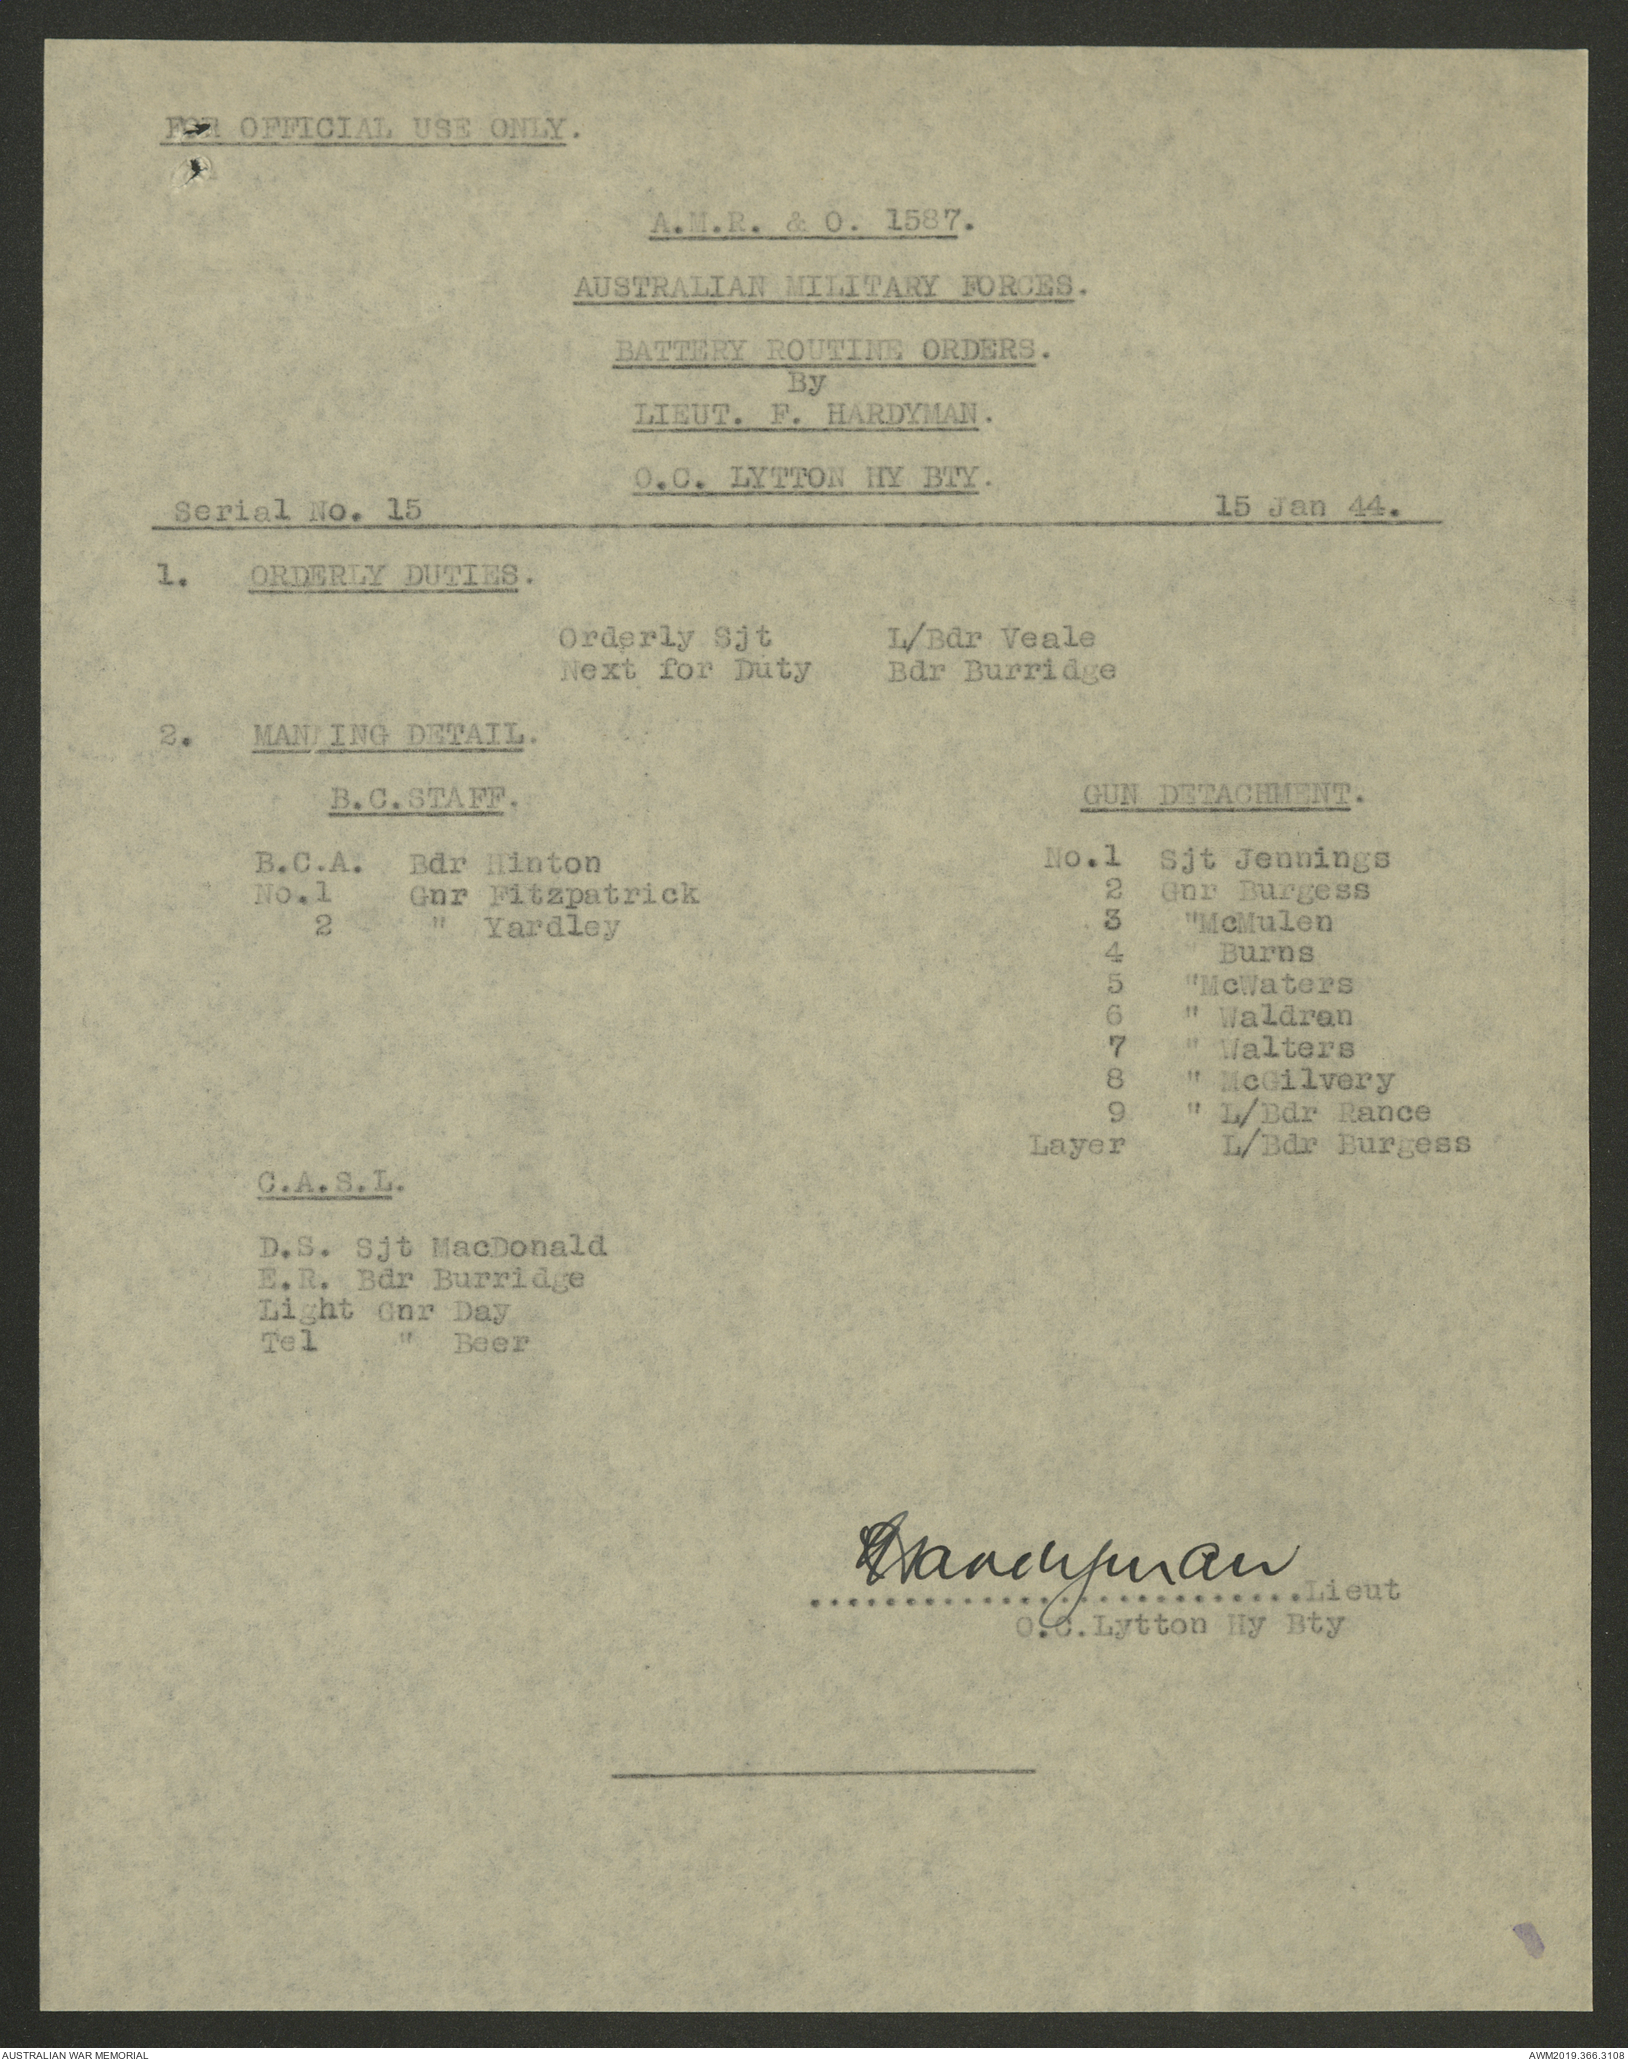 FOR OFFICIAL USE ONLY.
A.M.R. & O. 1587.
AUSTRALIAN MILITARY FORCES.
BATTERY ROUTINE ORDERS.
By
LIEUT. F. HARDYMAN.
O.C. LYTTON HY BTY.
Serial No. 15 15 Jan 44.
1. ORDERLY DUTIES.
Orderly Sjt L/Bdr Veale
Next for Duty Bdr Burridge
2. MANNING DETAIL.
B.C.STAFF.
B.C.A. Bdr Hinton
No.1 Gnr Fitzpatrick
2 " Yardley
GUN DETACHMENT.
No.1 Sjt Jennings
2 Gnr Burgess
3 "McMulen
4 " Burns
5 "McWaters
6 " Waldran
7 " Walters
8 " McGilvery
9 " L/Bdr Rance
Layer L/Bdr Burgess
C.A.S.L.
D.S. Sjt MacDonald
E.R. Bdr Burridge
Light Gnr Day
Tel " Beer
Hardyman
..........................Lieut
O.C.Lytton Hy Bty
AUSTRALIAN WAR MEMORIAL AWM2019.366.3108